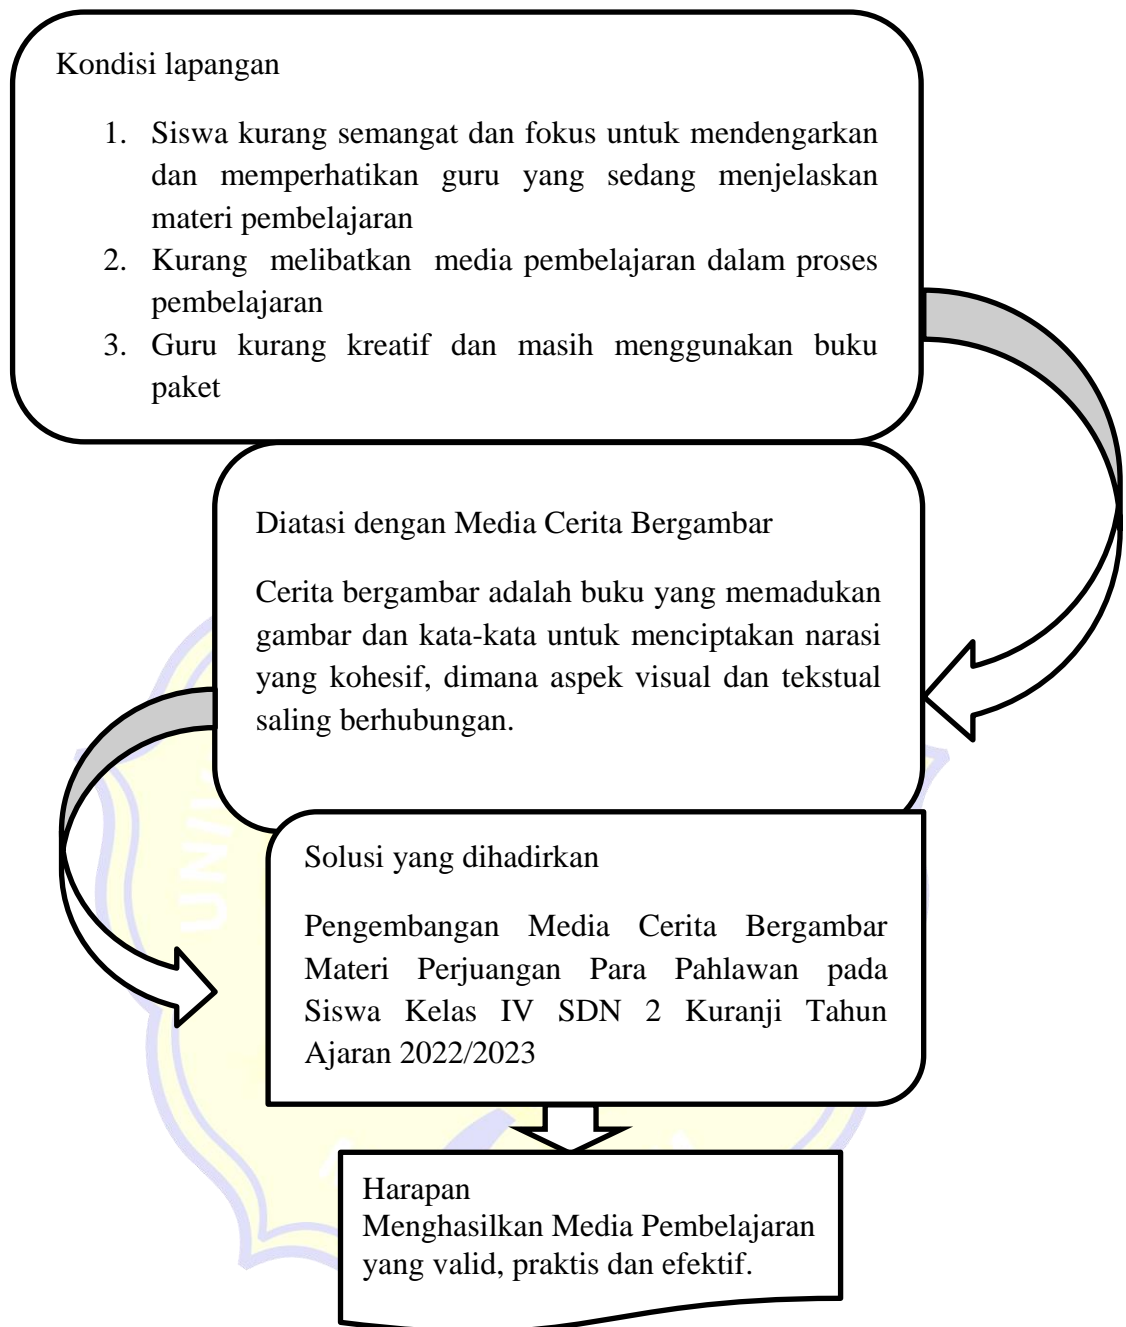 Kondisi lapangan
1. Siswa kurang semangat dan fokus untuk mendengarkan
dan memperhatikan guru yang sedang menjelaskan
materi pembelajaran
2. Kurang melibatkan media pembelajaran dalam proses
pembelajaran
3. Guru kurang kreatif dan masih menggunakan buku
paket
Diatasi dengan Media Cerita Bergambar
Cerita bergambar adalah buku yang memadukan
gambar dan kata-kata untuk menciptakan narasi
yang kohesif, dimana aspek visual dan tekstual
saling berhubungan.
Solusi yang dihadirkan
Pengembangan Media Cerita Bergambar
Materi Perjuangan Para Pahlawan pada
Siswa Kelas IV SDN 2 Kuranji Tahun
Ajaran 2022/2023
Harapan
Menghasilkan Media Pembelajaran
yang valid, praktis dan efektif.